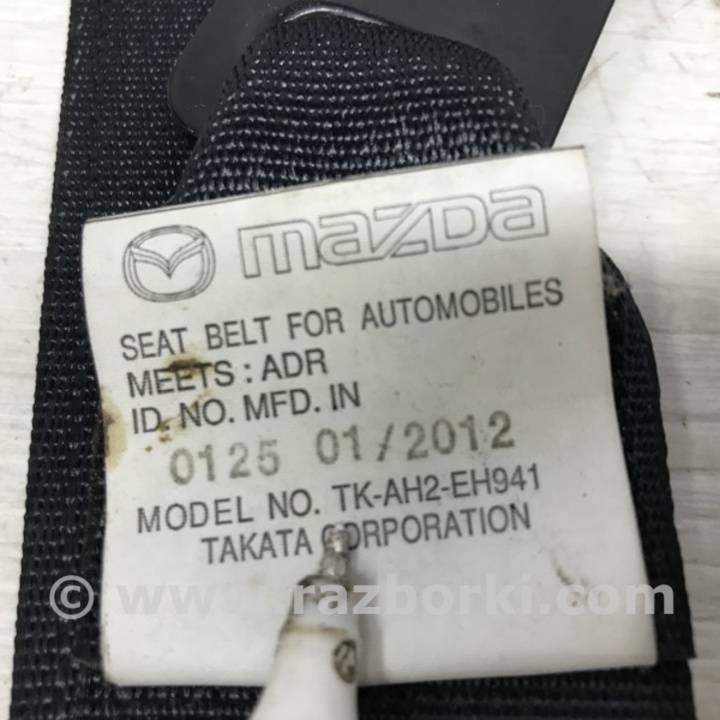 mazda
SEAT BELT FOR AUTOMOBILES
MEETS : ADR
ID. NO. MFD. IN
0125 01/2012
MODEL NO. TK-AH2-EH941
TAKATA CORPORATION
© www.razborki.com